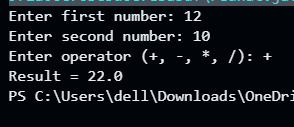 Enter first number: 12
Enter second number: 10
Enter operator (+, -, *, /): +
Result = 22.0
PS C:\Users\dell\Downloads\OneDri